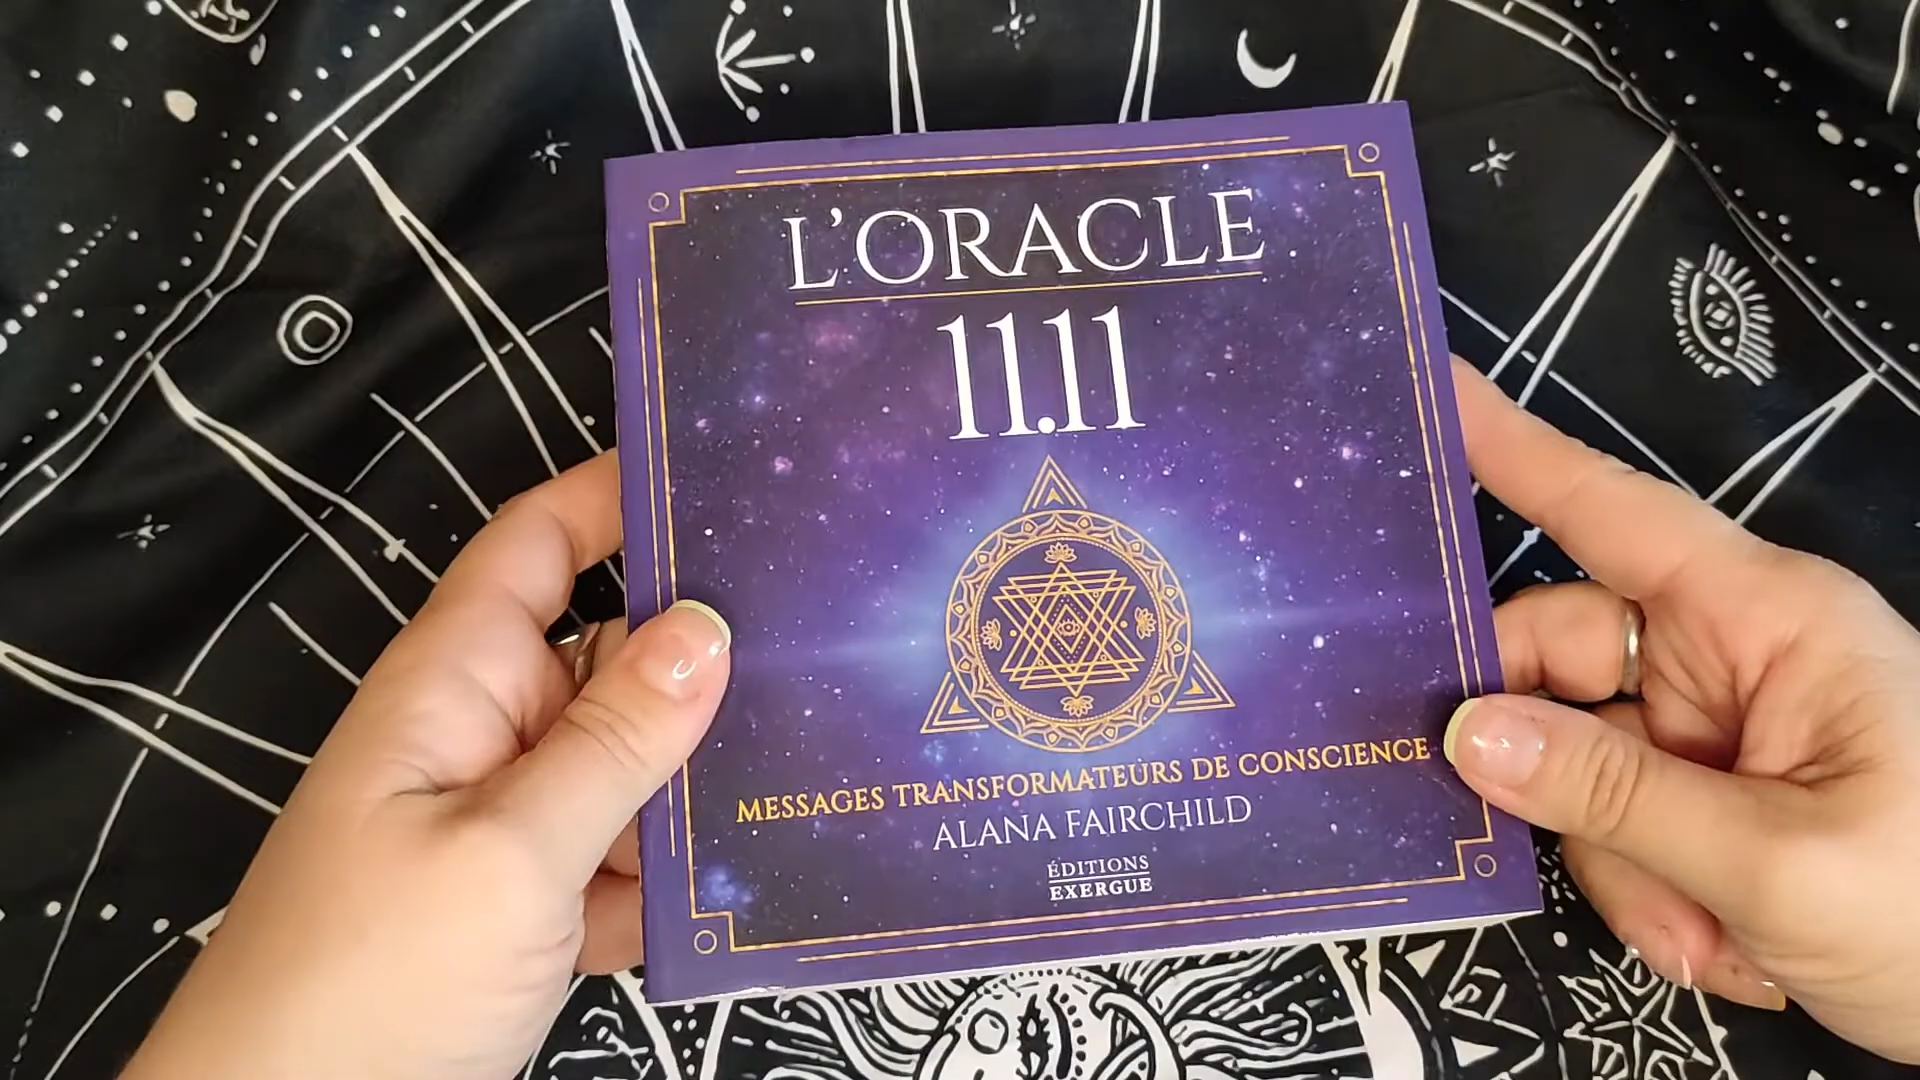 L'ORACLE
11.11
MESSAGES TRANSFORMATEURS DE CONSCIENCE
ALANA FAIRCHILD
ÉDITIONS
EXERGUE